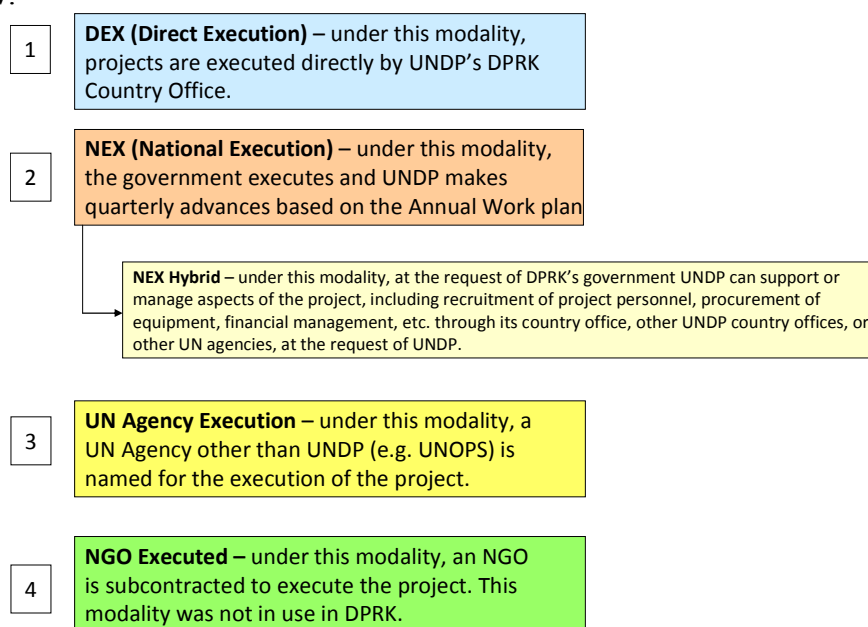 1
DEX (Direct Execution) – under this modality,
projects are executed directly by UNDP’s DPRK
Country Office.
2
NEX (National Execution) – under this modality,
the government executes and UNDP makes
quarterly advances based on the Annual Work plan
NEX Hybrid – under this modality, at the request of DPRK’s government UNDP can support or
manage aspects of the project, including recruitment of project personnel, procurement of
equipment, financial management, etc. through its country office, other UNDP country offices, or
other UN agencies, at the request of UNDP.
3
UN Agency Execution – under this modality, a
UN Agency other than UNDP (e.g. UNOPS) is
named for the execution of the project.
4
NGO Executed – under this modality, an NGO
is subcontracted to execute the project. This
modality was not in use in DPRK.